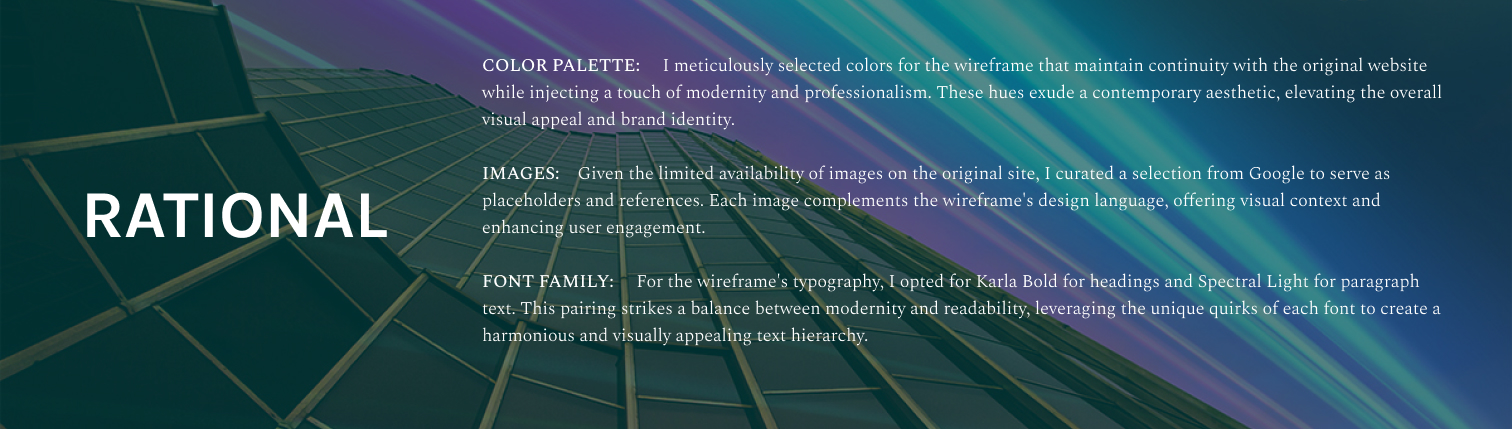 RATIONAL
COLOR PALETTE: I meticulously selected colors for the wireframe that maintain continuity with the original website
while injecting a touch of modernity and professionalism. These hues exude a contemporary aesthetic, elevating the overall
visual appeal and brand identity.
IMAGES: Given the limited availability of images on the original site, I curated a selection from Google to serve as
placeholders and references. Each image complements the wireframe's design language, offering visual context and
enhancing user engagement.
FONT FAMILY: For the wireframe's typography, I opted for Karla Bold for headings and Spectral Light for paragraph
text. This pairing strikes a balance between modernity and readability, leveraging the unique quirks of each font to create a
harmonious and visually appealing text hierarchy.